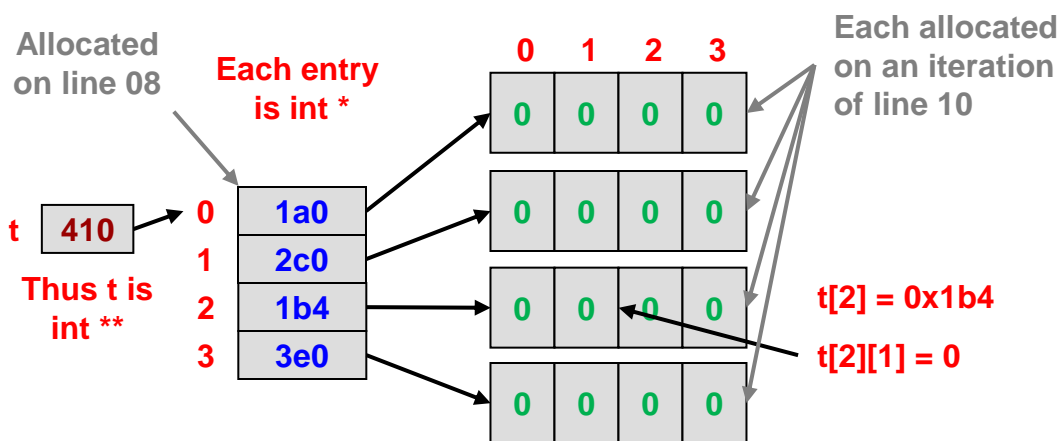 Allocated
on line 08
Each entry
is int *
0 1 2 3
Each allocated
on an iteration
of line 10
0 0 0 0
t 410
0 1a0
0 0 0 0
1 2c0
Thus t is
int **
2 1b4
0 0 0 0
t[2] = 0x1b4
3 3e0
t[2][1] = 0
0 0 0 0